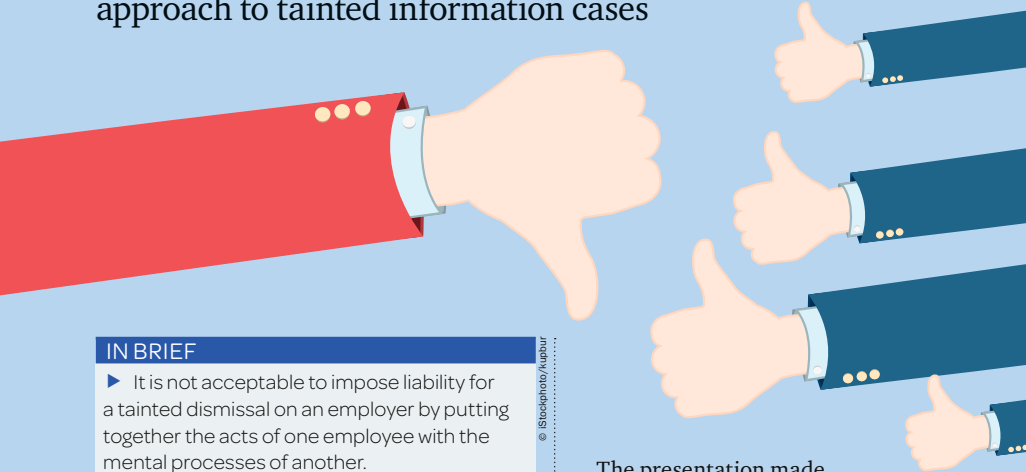 approach to tainted information cases
IN BRIEF
▶ It is not acceptable to impose liability for
a tainted dismissal on an employer by putting
together the acts of one employee with the
mental processes of another.
© iStockphoto/kupbur
The presentation made